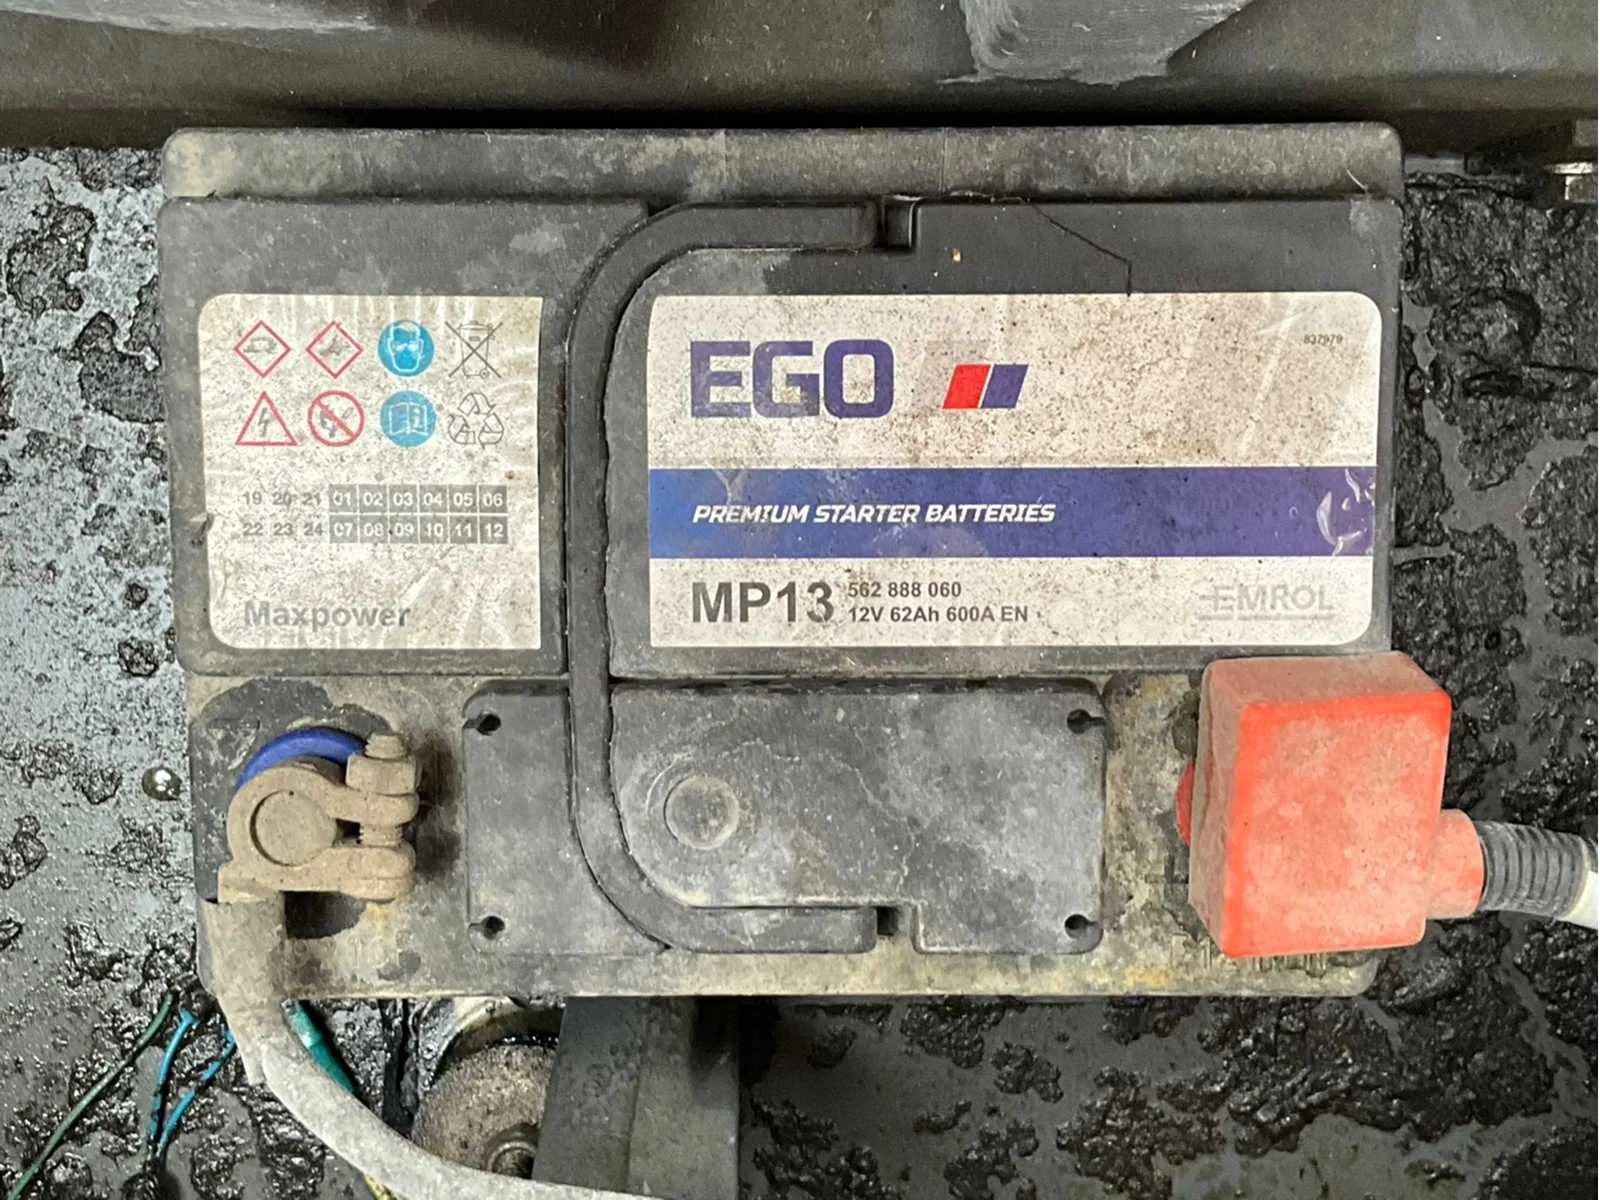 19 20 21 01 02 03 04 05 06
22 23 24 07 08 09 10 11 12
Maxpower
EGO
837979
PREMIUM STARTER BATTERIES
MP13
562 888 060
12V 62Ah 600A EN
EMROL